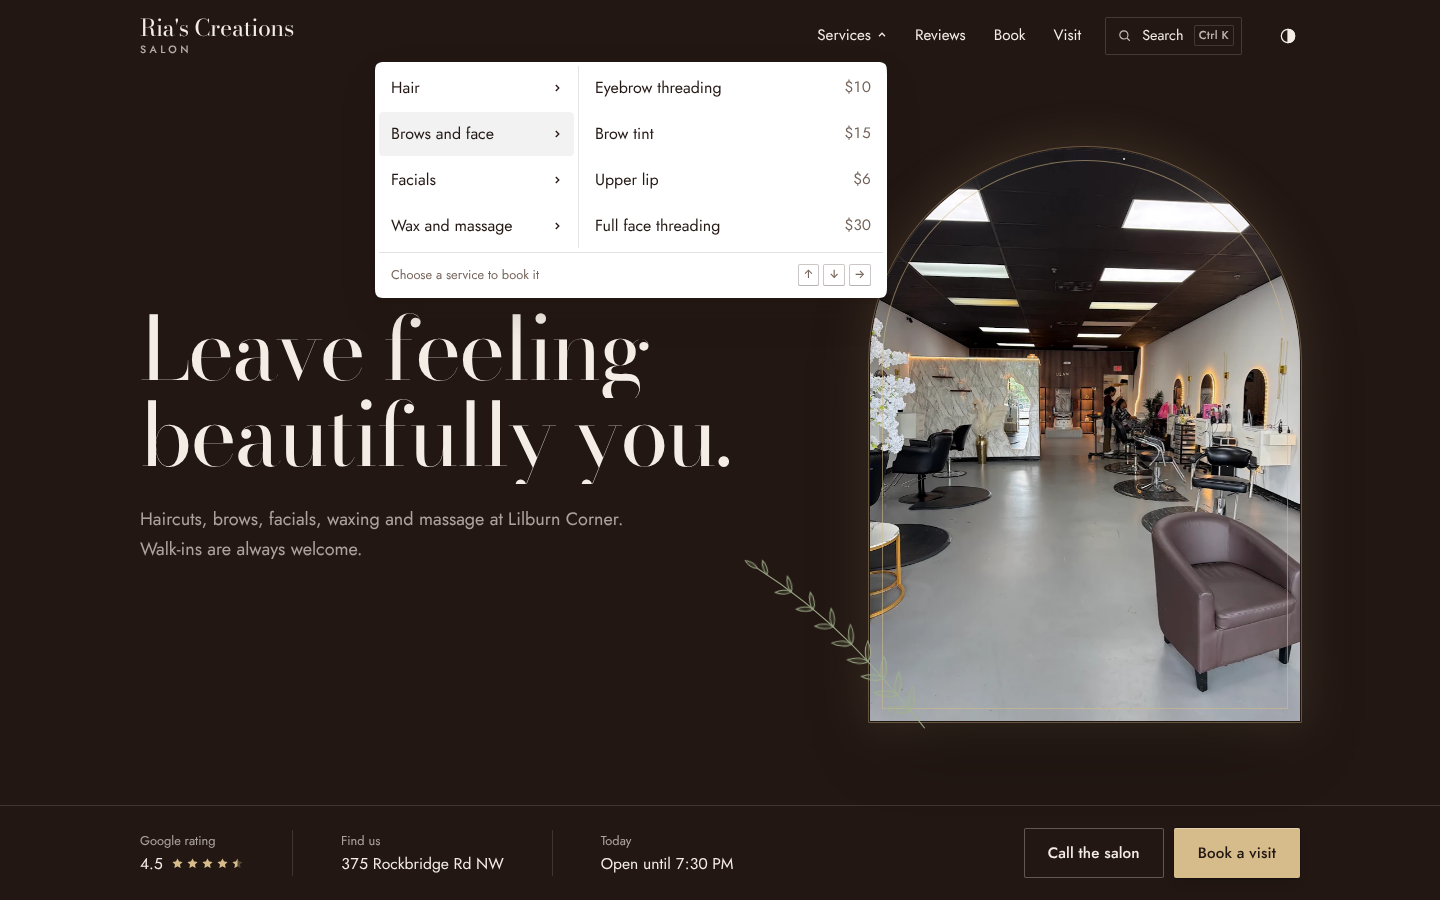 Ria's Creations
SALON
Services
Reviews
Book
Visit
Search
Ctrl K
Hair
Brows and face
Facials
Wax and massage
Eyebrow threading $10
Brow tint $15
Upper lip $6
Full face threading $30
Choose a service to book it
↑ ↓ →
Leave feeling
beautifully you.
Haircuts, brows, facials, waxing and massage at Lilburn Corner.
Walk-ins are always welcome.
Google rating
4.5
Find us
375 Rockbridge Rd NW
Today
Open until 7:30 PM
Call the salon
Book a visit